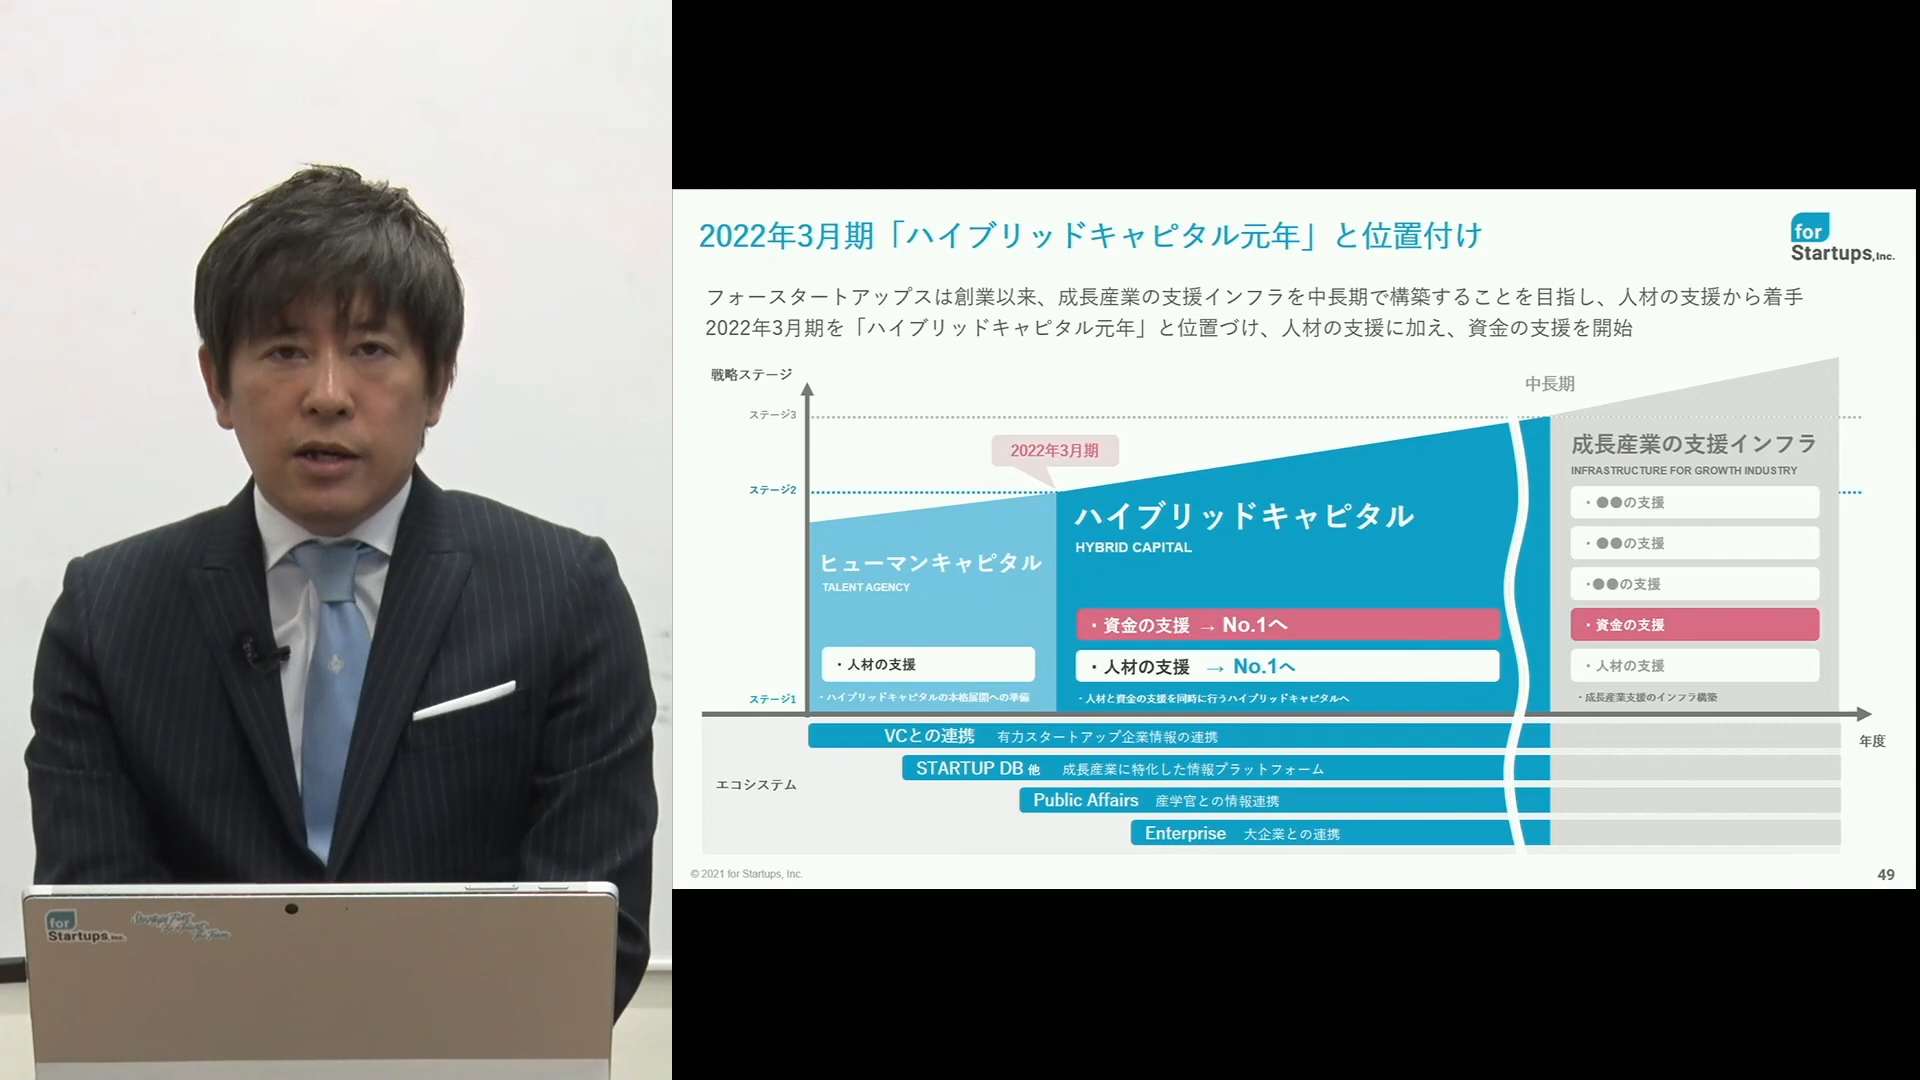 2022年3月期「ハイブリッドキャピタル元年」と位置付け
for
Startups,Inc.
フォースタートアップスは創業以来、成長産業の支援インフラを中長期で構築することを目指し、人材の支援から着手
2022年3月期を「ハイブリッドキャピタル元年」と位置づけ、人材の支援に加え、資金の支援を開始
戦略ステージ
中長期
ステージ3
2022年3月期
ステージ2
ステージ1
ヒューマンキャピタル
TALENT AGENCY
・人材の支援
・ハイブリッドキャピタルの本格展開への準備
ハイブリッドキャピタル
HYBRID CAPITAL
・資金の支援 → No.1へ
・人材の支援 → No.1へ
・人材と資金の支援を同時に行うハイブリッドキャピタルへ
成長産業の支援インフラ
INFRASTRUCTURE FOR GROWTH INDUSTRY
・●●の支援
・●●の支援
・●●の支援
・資金の支援
・人材の支援
・成長産業支援のインフラ構築
年度
エコシステム
VCとの連携 有力スタートアップ企業情報の連携
STARTUP DB 他 成長産業に特化した情報プラットフォーム
Public Affairs 産学官との情報連携
Enterprise 大企業との連携
© 2021 for Startups, Inc.
49
for
Startups,Inc.